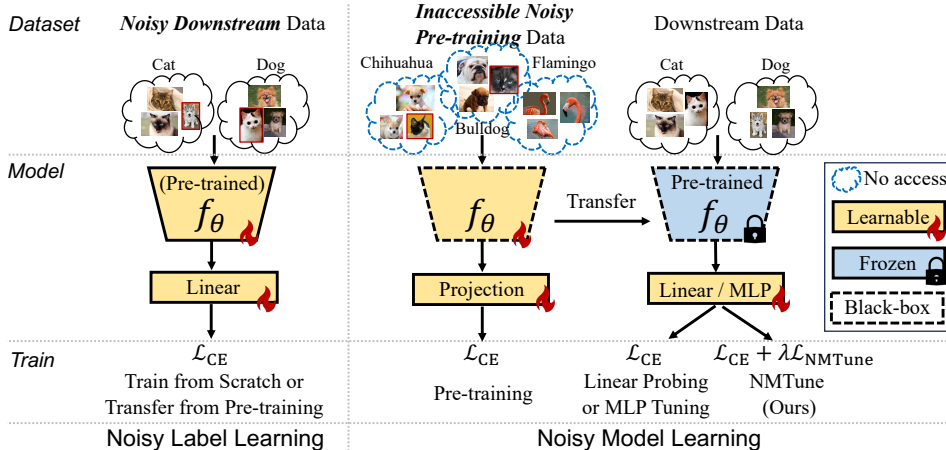 Dataset
Noisy Downstream Data
Inaccessible Noisy
Pre-training Data
Downstream Data
Cat
Dog
Chihuahua
Bulldog
Flamingo
Cat
Dog
Model
(Pre-trained)
fθ
Linear
fθ
Projection
Transfer
Pre-trained
fθ
Linear / MLP
No access
Learnable
Frozen
Black-box
Train
ℒCE
Train from Scratch or
Transfer from Pre-training
ℒCE
Pre-training
ℒCE
Linear Probing
or MLP Tuning
ℒCE + λℒNMTune
NMTune
(Ours)
Noisy Label Learning
Noisy Model Learning